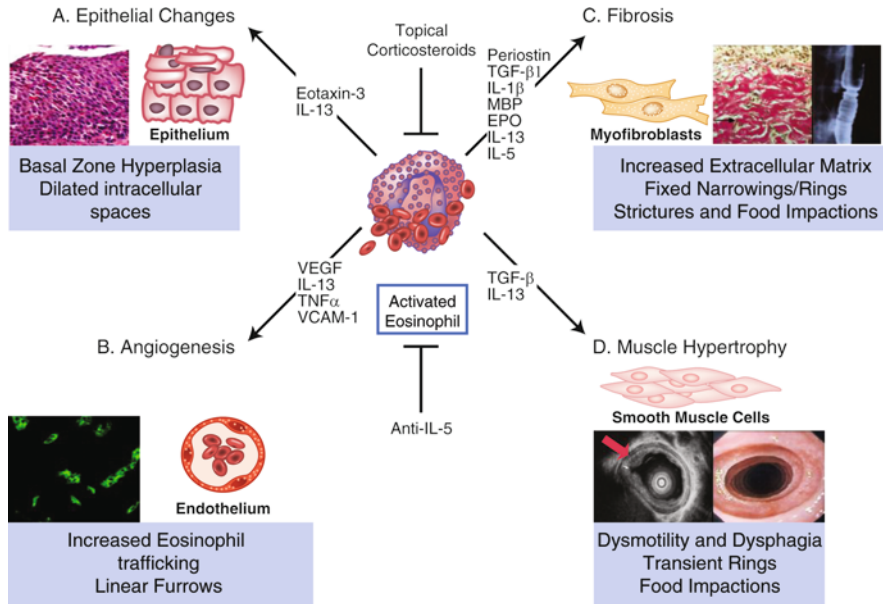 A. Epithelial Changes
Epithelium
Basal Zone Hyperplasia
Dilated intracellular
spaces
Eotaxin-3
IL-13
Topical
Corticosteroids
Periostin
TGF-β1
IL-1β
MBP
EPO
IL-13
IL-5
C. Fibrosis
Myofibroblasts
Increased Extracellular Matrix
Fixed Narrowings/Rings
Strictures and Food Impactions
VEGF
IL-13
TNFα
VCAM-1
Activated
Eosinophil
TGF-β
IL-13
B. Angiogenesis
Endothelium
Increased Eosinophil
trafficking
Linear Furrows
Anti-IL-5
D. Muscle Hypertrophy
Smooth Muscle Cells
Dysmotility and Dysphagia
Transient Rings
Food Impactions